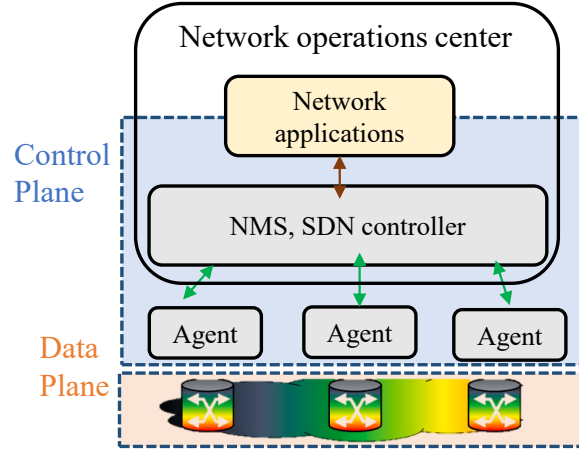 Network operations center
Network
applications
Control
Plane
NMS, SDN controller
Agent
Agent
Agent
Data
Plane